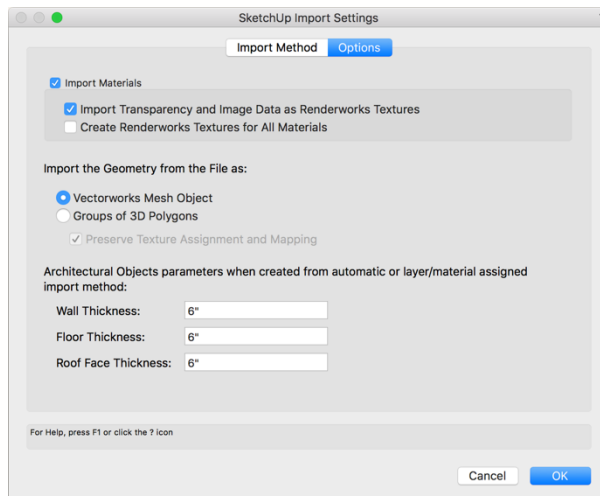 SketchUp Import Settings
Import Method
Options
Import Materials
Import Transparency and Image Data as Renderworks Textures
Create Renderworks Textures for All Materials
Import the Geometry from the File as:
Vectorworks Mesh Object
Groups of 3D Polygons
Preserve Texture Assignment and Mapping
Architectural Objects parameters when created from automatic or layer/material assigned
import method:
Wall Thickness: 6"
Floor Thickness: 6"
Roof Face Thickness: 6"
For Help, press F1 or click the ? icon
Cancel
OK